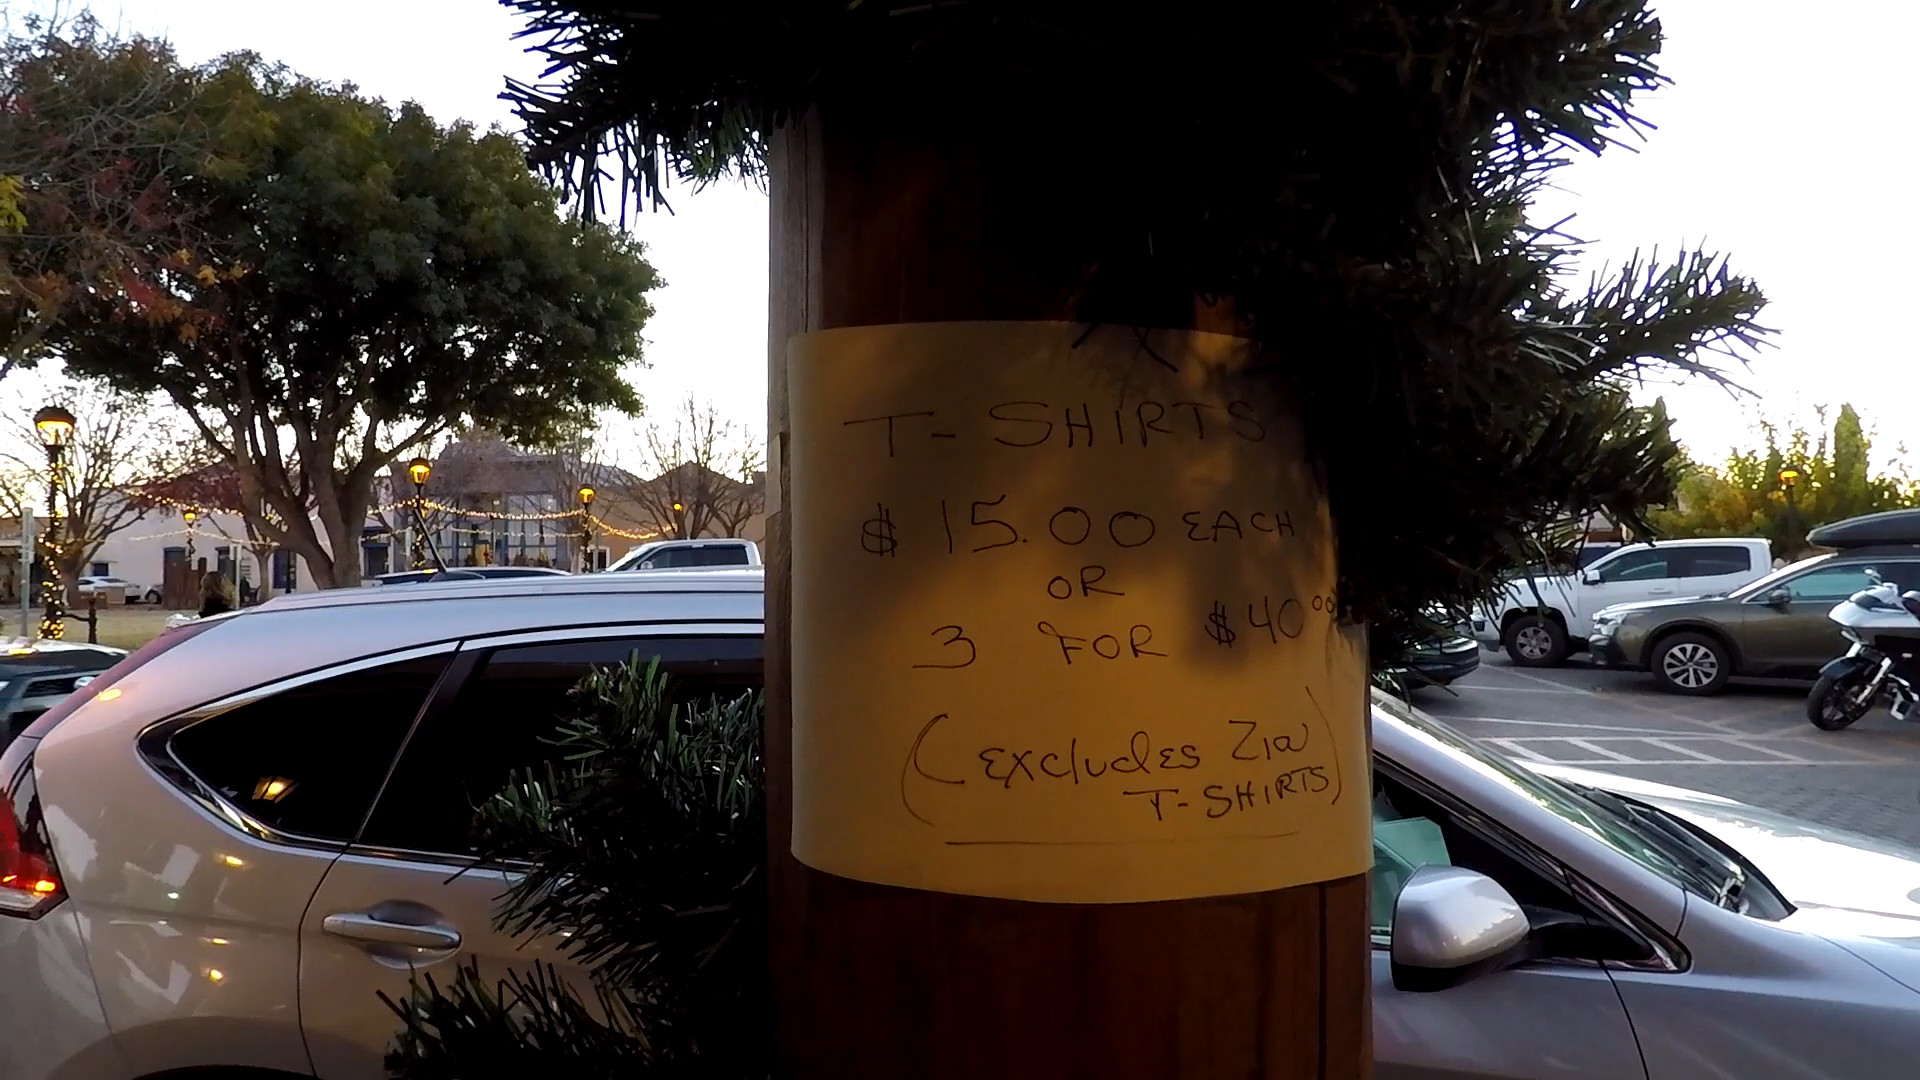 T-SHIRTS
$15.00 EACH
OR
3 FOR $40.00
(excludes Zia
T-SHIRTS)